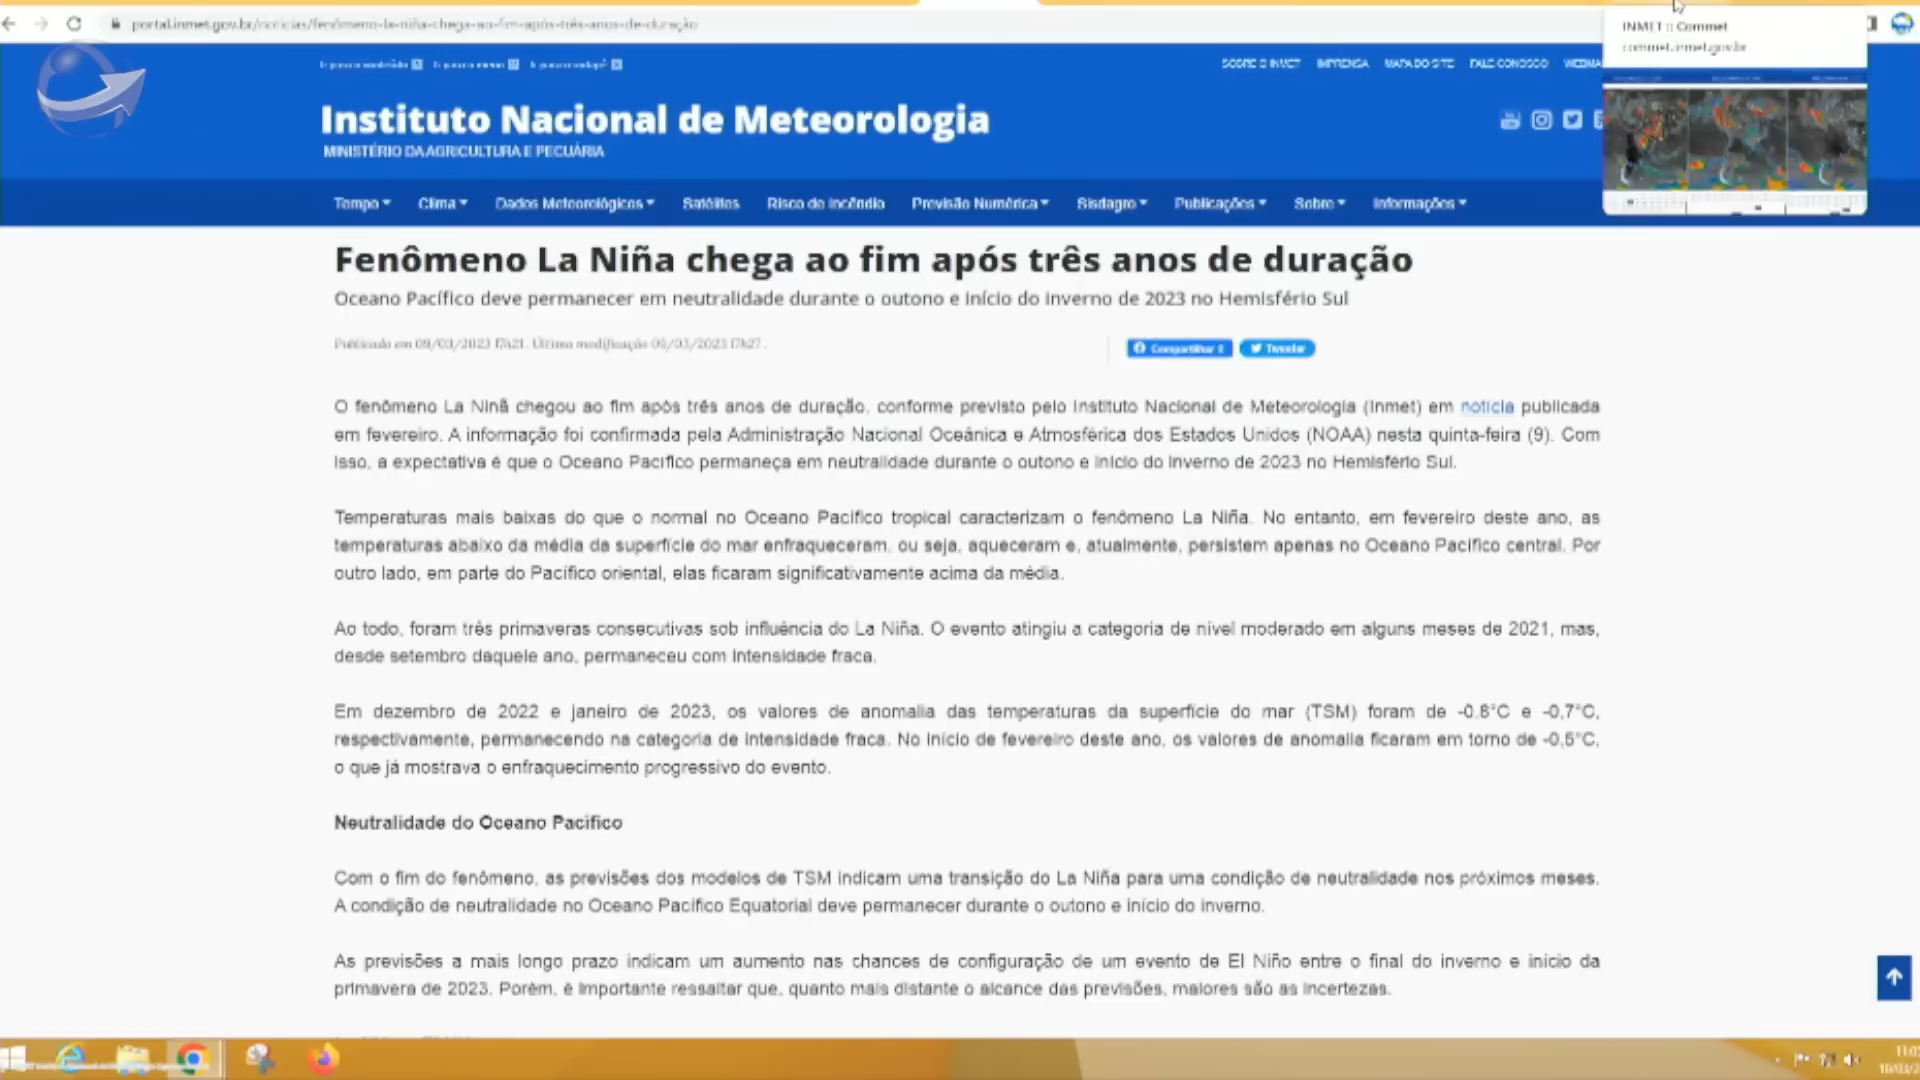 portal.inmet.gov.br/noticias/fenômeno-la-niña-chega-ao-fim-após-três-anos-de-duração
INMET :: Commet
commet.inmet.gov.br
SOBRE O INMET IMPRENSA MAPA DO SITE FALE CONOSCO
Instituto Nacional de Meteorologia
MINISTÉRIO DA AGRICULTURA E PECUÁRIA
Tempo Clima Dados Meteorológicos Satélites Risco de Incêndio Previsão Numérica Sisdagro Publicações Sobre Informações
Fenômeno La Niña chega ao fim após três anos de duração
Oceano Pacífico deve permanecer em neutralidade durante o outono e início do inverno de 2023 no Hemisfério Sul
Publicado em 09/03/2023 17h21. Última modificação 09/03/2023 17h27.
Compartilhar Tweetar
O fenômeno La Ninã chegou ao fim após três anos de duração, conforme previsto pelo Instituto Nacional de Meteorologia (Inmet) em notícia publicada
em fevereiro. A informação foi confirmada pela Administração Nacional Oceânica e Atmosférica dos Estados Unidos (NOAA) nesta quinta-feira (9). Com
isso, a expectativa é que o Oceano Pacífico permaneça em neutralidade durante o outono e início do inverno de 2023 no Hemisfério Sul.
Temperaturas mais baixas do que o normal no Oceano Pacífico tropical caracterizam o fenômeno La Niña. No entanto, em fevereiro deste ano, as
temperaturas abaixo da média da superfície do mar enfraqueceram, ou seja, aqueceram e, atualmente, persistem apenas no Oceano Pacífico central. Por
outro lado, em parte do Pacífico oriental, elas ficaram significativamente acima da média.
Ao todo, foram três primaveras consecutivas sob influência do La Niña. O evento atingiu a categoria de nível moderado em alguns meses de 2021, mas,
desde setembro daquele ano, permaneceu com intensidade fraca.
Em dezembro de 2022 e janeiro de 2023, os valores de anomalia das temperaturas da superfície do mar (TSM) foram de -0,8°C e -0,7°C,
respectivamente, permanecendo na categoria de intensidade fraca. No início de fevereiro deste ano, os valores de anomalia ficaram em torno de -0,5°C,
o que já mostrava o enfraquecimento progressivo do evento.
Neutralidade do Oceano Pacífico
Com o fim do fenômeno, as previsões dos modelos de TSM indicam uma transição do La Niña para uma condição de neutralidade nos próximos meses.
A condição de neutralidade no Oceano Pacífico Equatorial deve permanecer durante o outono e início do inverno.
As previsões a mais longo prazo indicam um aumento nas chances de configuração de um evento de El Niño entre o final do inverno e início da
primavera de 2023. Porém, é importante ressaltar que, quanto mais distante o alcance das previsões, maiores são as incertezas.